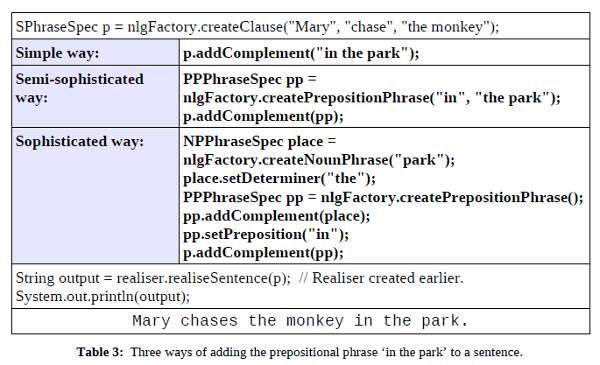 SPhraseSpec p = nlgFactory.createClause("Mary", "chase", "the monkey");
Simple way:
p.addComplement("in the park");
Semi-sophisticated
way:
PPPhraseSpec pp =
nlgFactory.createPrepositionPhrase("in", "the park");
p.addComplement(pp);
Sophisticated way:
NPPhraseSpec place =
nlgFactory.createNounPhrase("park");
place.setDeterminer("the");
PPPhraseSpec pp = nlgFactory.createPrepositionPhrase();
pp.addComplement(place);
pp.setPreposition("in");
p.addComplement(pp);
String output = realiser.realiseSentence(p);  // Realiser created earlier.
System.out.println(output);
Mary chases the monkey in the park.
Table 3:  Three ways of adding the prepositional phrase ‘in the park’ to a sentence.